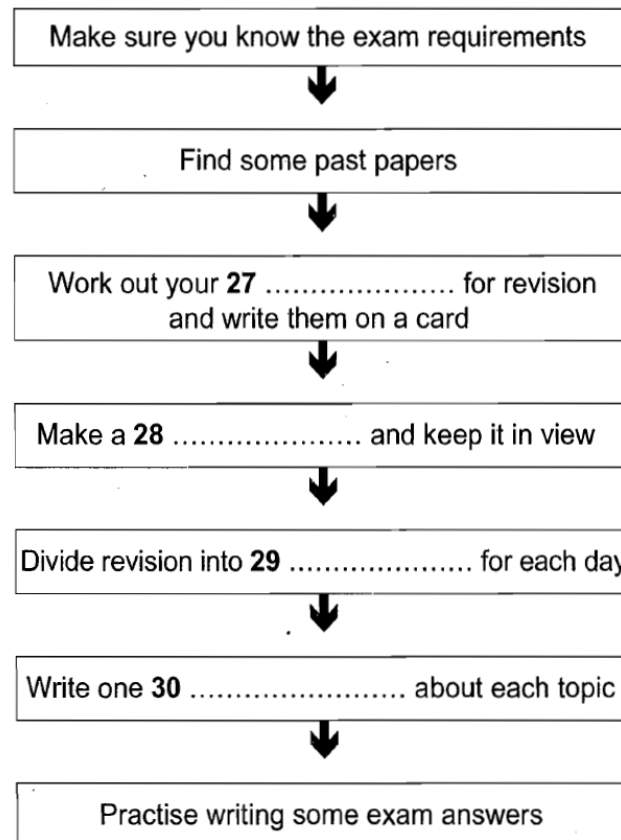 Make sure you know the exam requirements
Find some past papers
Work out your 27 ...................... for revision
and write them on a card
Make a 28 ...................... and keep it in view
Divide revision into 29 ...................... for each day
Write one 30 ......................... about each topic
Practise writing some exam answers